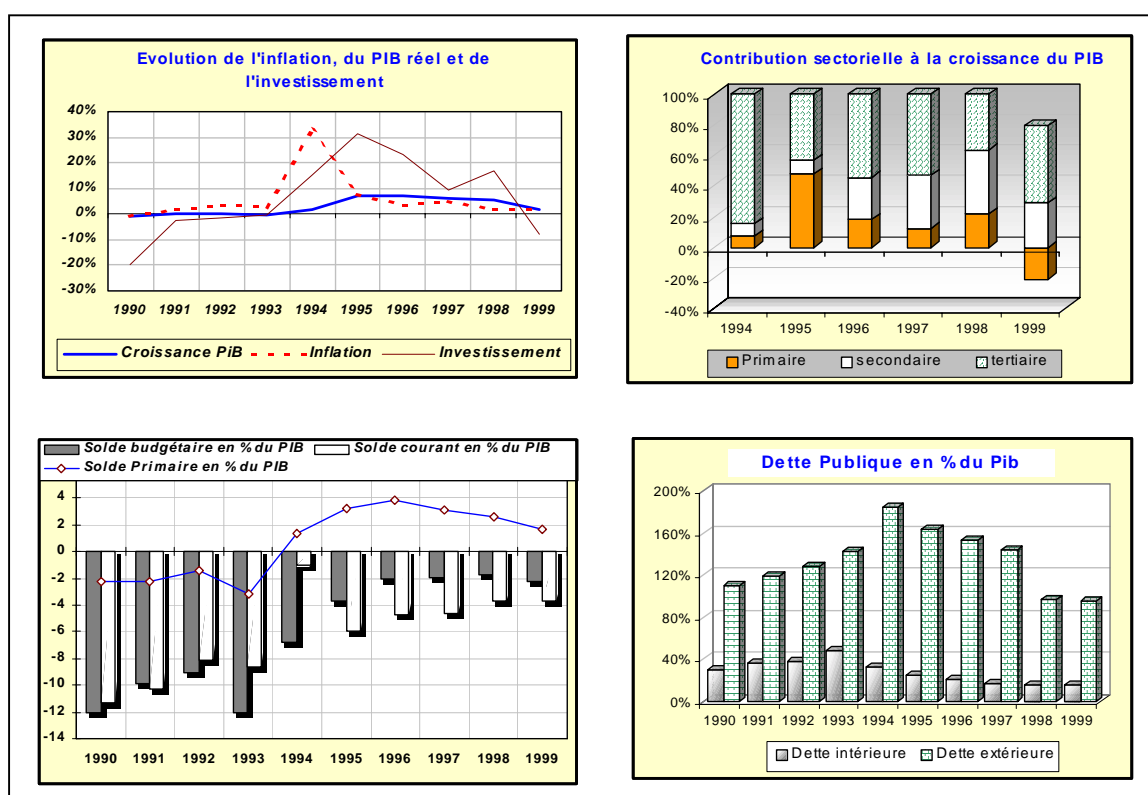 Evolution de l'inflation, du PIB réel et de
l'investissement
40%
30%
20%
10%
0%
-10%
-20%
-30%
1990 1991 1992 1993 1994 1995 1996 1997 1998 1999
Croissance PiB Inflation Investissement
Contribution sectorielle à la croissance du PIB
100%
80%
60%
40%
20%
0%
-20%
-40%
1994 1995 1996 1997 1998 1999
Primaire secondaire tertiaire
Solde budgétaire en % du PIB Solde courant en % du PIB
Solde Primaire en % du PIB
4
2
0
-2
-4
-6
-8
-10
-12
-14
1990 1991 1992 1993 1994 1995 1996 1997 1998 1999
Dette Publique en % du Pib
200%
160%
120%
80%
40%
0%
1990 1991 1992 1993 1994 1995 1996 1997 1998 1999
Dette intérieure Dette extérieure